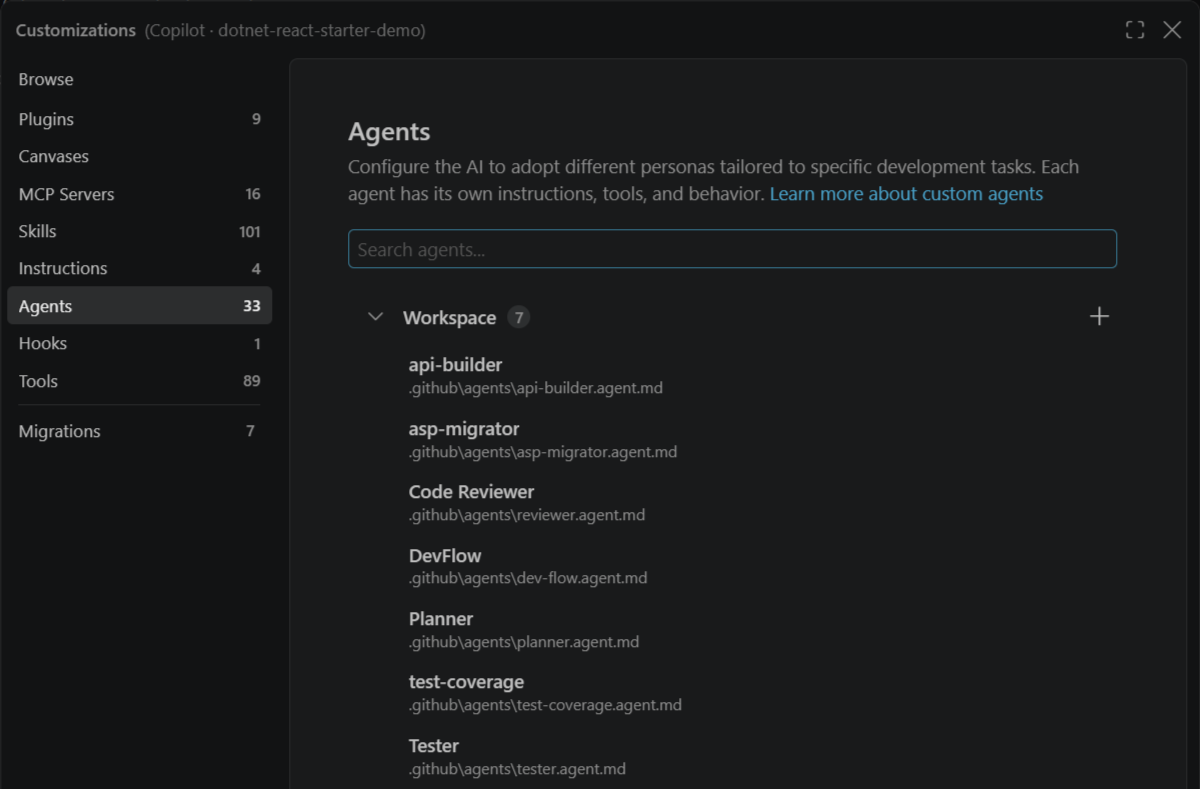 Customizations (Copilot · dotnet-react-starter-demo)
Browse
Plugins 9
Canvases
MCP Servers 16
Skills 101
Instructions 4
Agents 33
Hooks 1
Tools 89
Migrations 7
Agents
Configure the AI to adopt different personas tailored to specific development tasks. Each
agent has its own instructions, tools, and behavior. Learn more about custom agents
Search agents...
Workspace 7
api-builder
.github\agents\api-builder.agent.md
asp-migrator
.github\agents\asp-migrator.agent.md
Code Reviewer
.github\agents\reviewer.agent.md
DevFlow
.github\agents\dev-flow.agent.md
Planner
.github\agents\planner.agent.md
test-coverage
.github\agents\test-coverage.agent.md
Tester
.github\agents\tester.agent.md